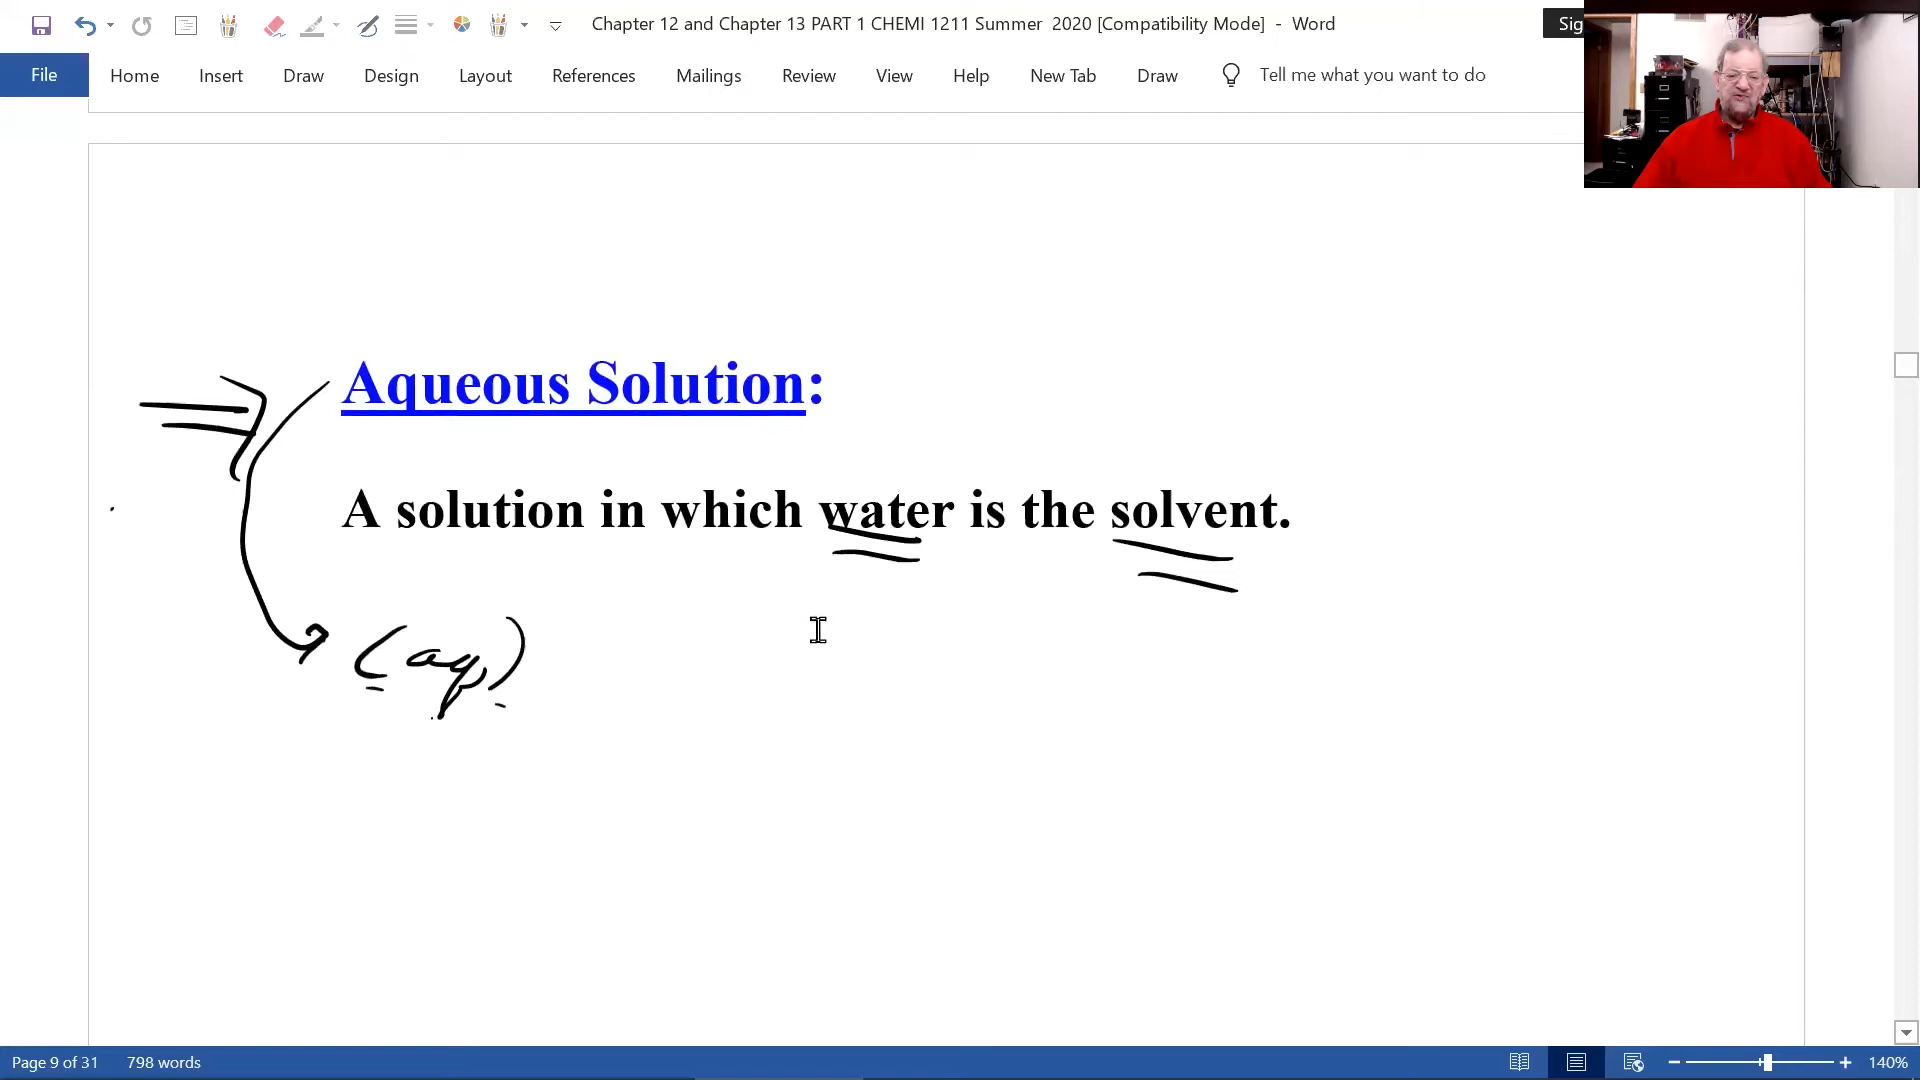 Chapter 12 and Chapter 13 PART 1 CHEMI 1211 Summer 2020 [Compatibility Mode] - Word
Sig
File Home Insert Draw Design Layout References Mailings Review View Help New Tab Draw Tell me what you want to do
Aqueous Solution:
A solution in which water is the solvent.
(aq)
Page 9 of 31 798 words 140%